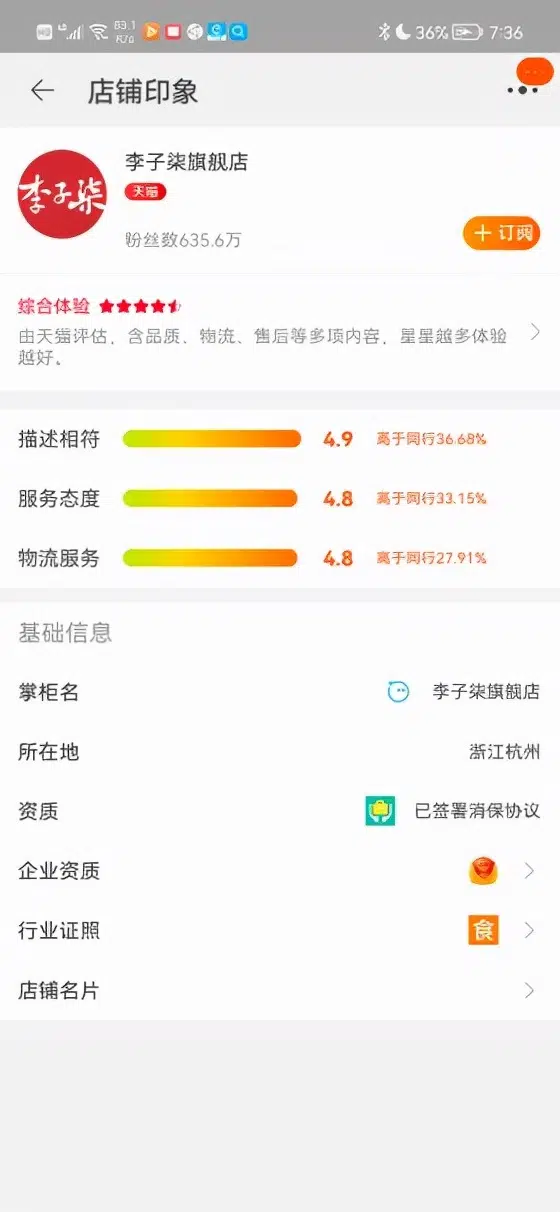 36% 7:36
店铺印象
李子柒
李子柒旗舰店
天猫
粉丝数635.6万
订阅
综合体验
由天猫评估，含品质、物流、售后等多项内容，星星越多体验
越好。
描述相符 4.9 高于同行36.68%
服务态度 4.8 高于同行33.15%
物流服务 4.8 高于同行27.91%
基础信息
掌柜名 李子柒旗舰店
所在地 浙江杭州
资质 已签署消保协议
企业资质
行业证照 食
店铺名片